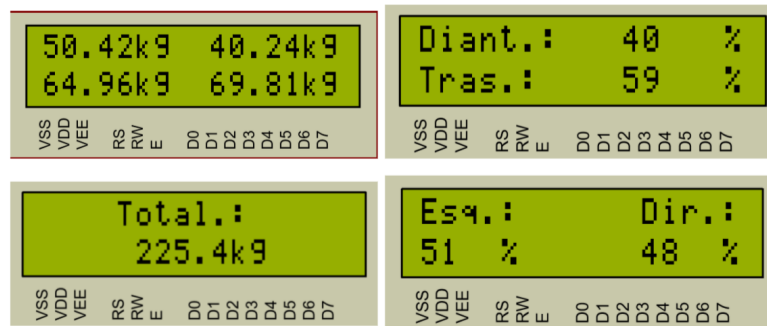 50.42kg 40.24kg
64.96kg 69.81kg
VSS VDD VEE RS RW E D0 D1 D2 D3 D4 D5 D6 D7
Diant.: 40 %
Tras.: 59 %
VSS VDD VEE RS RW E D0 D1 D2 D3 D4 D5 D6 D7
Total.:
225.4kg
VSS VDD VEE RS RW E D0 D1 D2 D3 D4 D5 D6 D7
Esq.: Dir.:
51 % 48 %
VSS VDD VEE RS RW E D0 D1 D2 D3 D4 D5 D6 D7